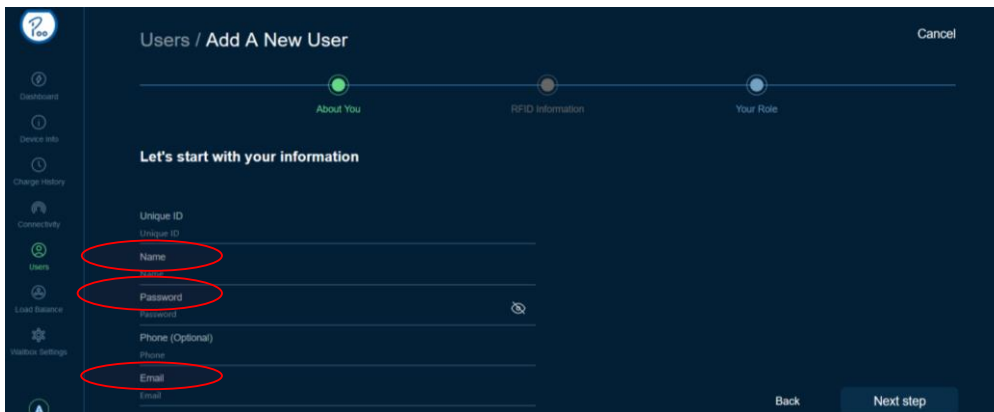 Poo
Users / Add A New User
Cancel
Dashboard
Device Info
Charge History
Connectivity
Users
Load Balance
Wallbox Settings
A
About You
RFID Information
Your Role
Let's start with your information
Unique ID
Unique ID
Name
Name
Password
Password
Phone (Optional)
Phone
Email
Email
Back
Next step